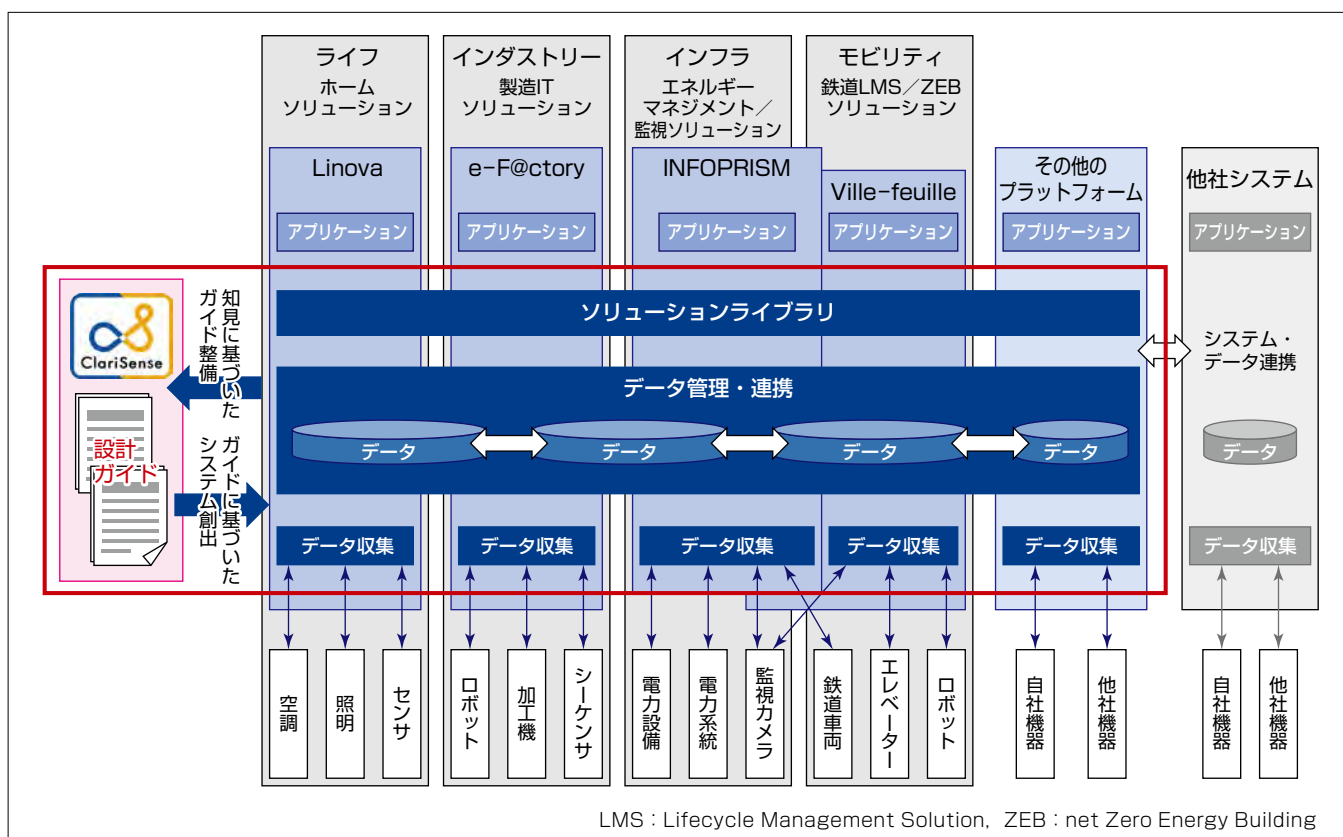 ライフ
ホーム
ソリューション
インダストリー
製造IT
ソリューション
インフラ
エネルギー
マネジメント／
監視ソリューション
モビリティ
鉄道LMS／ZEB
ソリューション
Linova
e-F@ctory
INFOPRISM
Ville-feuille
その他の
プラットフォーム
他社システム
アプリケーション
アプリケーション
アプリケーション
アプリケーション
アプリケーション
アプリケーション
ClariSense
知見に基づいた
ガイド整備
設計
ガイド
ガイドに基づいた
システム創出
ソリューションライブラリ
データ管理・連携
データ
データ
データ
データ
システム・
データ連携
データ
データ収集
データ収集
データ収集
データ収集
データ収集
データ収集
空調
照明
センサ
ロボット
加工機
シーケンサ
電力設備
電力系統
監視カメラ
鉄道車両
エレベーター
ロボット
自社機器
他社機器
自社機器
他社機器
LMS：Lifecycle Management Solution，ZEB：net Zero Energy Building